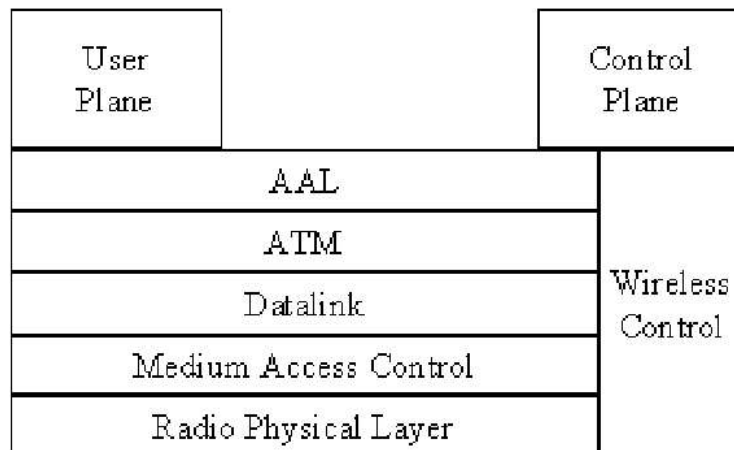 User
Plane
Control
Plane
AAL
ATM
Datalink
Medium Access Control
Radio Physical Layer
Wireless
Control